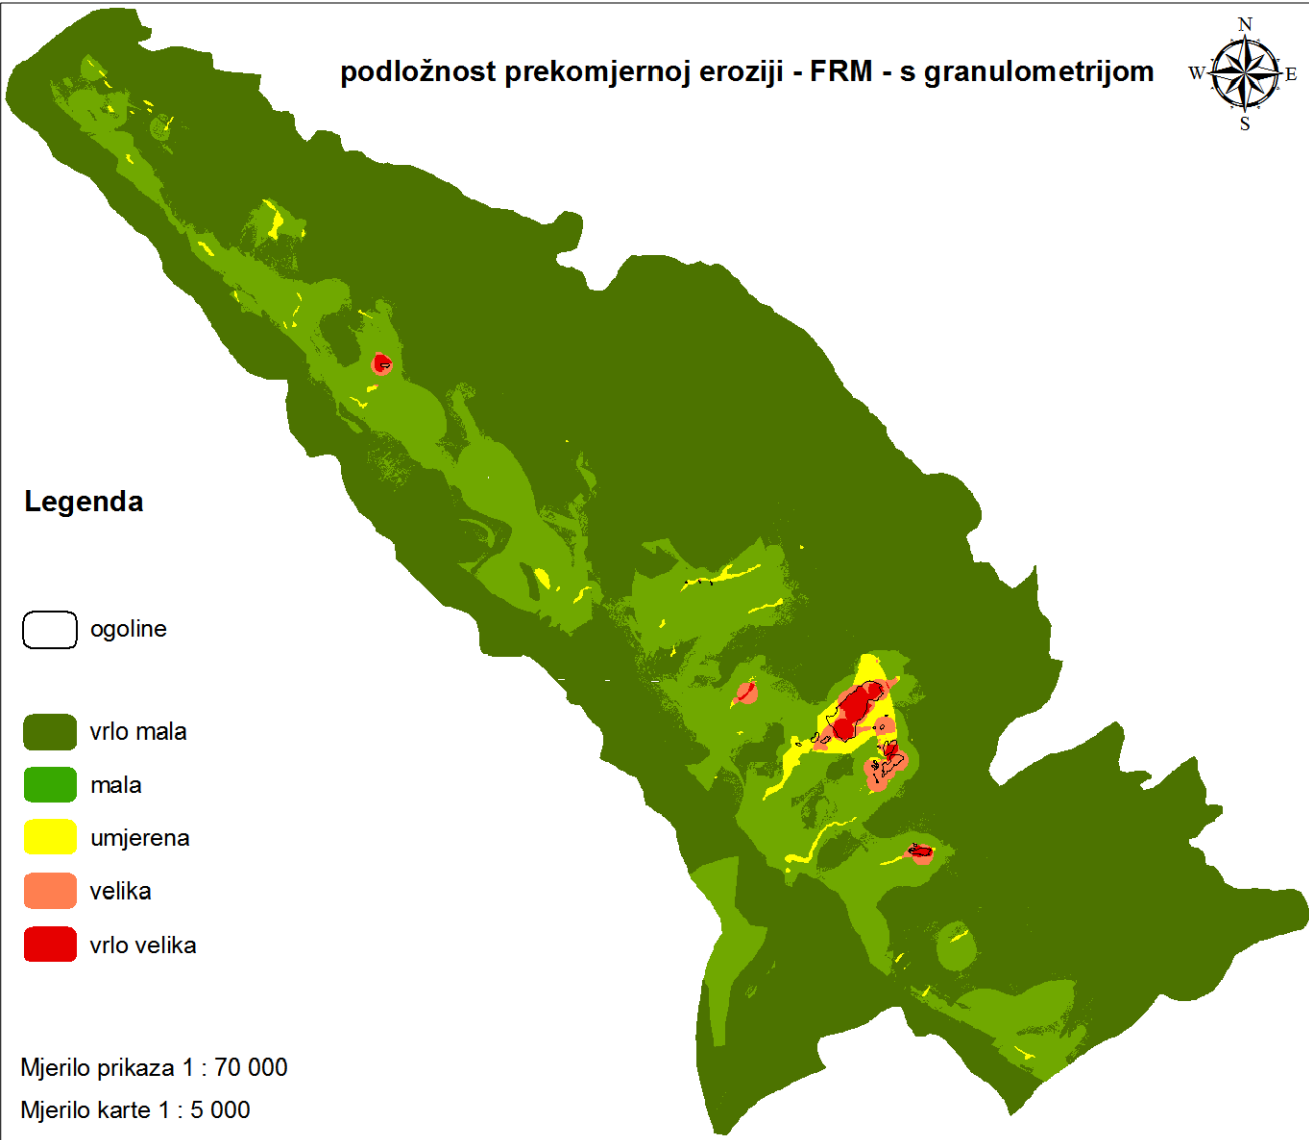 podložnost prekomjernoj eroziji - FRM - s granulometrijom
N
W
E
S
Legenda
ogoline
vrlo mala
mala
umjerena
velika
vrlo velika
Mjerilo prikaza 1 : 70 000
Mjerilo karte 1 : 5 000